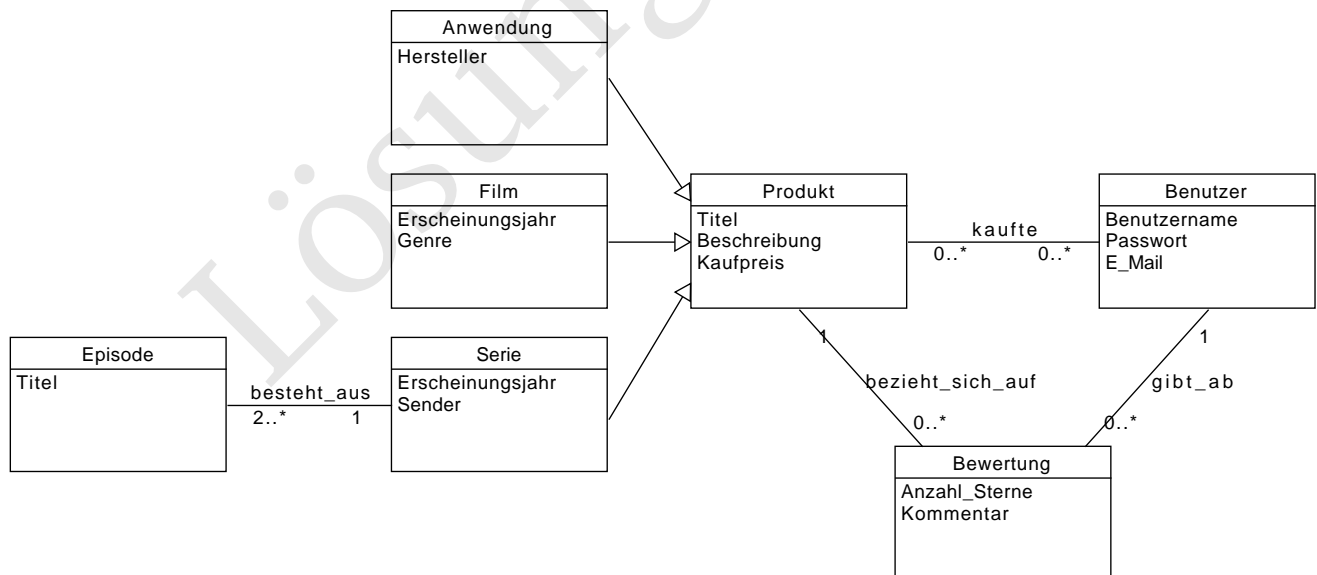 Anwendung
Hersteller
Film
Erscheinungsjahr
Genre
Produkt
Titel
Beschreibung
Kaufpreis
kaufte
0..*
0..*
Benutzer
Benutzername
Passwort
E_Mail
Episode
Titel
besteht_aus
2..*
1
Serie
Erscheinungsjahr
Sender
1
bezieht_sich_auf
0..*
1
gibt_ab
0..*
Bewertung
Anzahl_Sterne
Kommentar